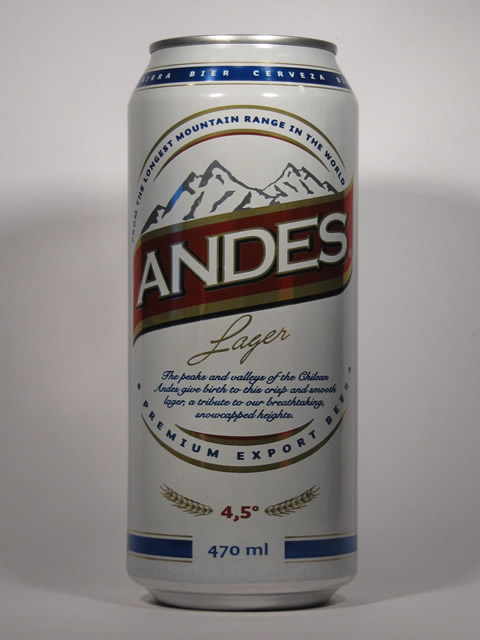 BIER CERVEZA
FROM THE LONGEST MOUNTAIN RANGE IN THE WORLD
ANDES
Lager
The peaks and valleys of the Chilean
Andes give birth to this crisp and smooth
lager, a tribute to our breathtaking,
snowcapped heights.
PREMIUM EXPORT BEER
4,5°
470 ml